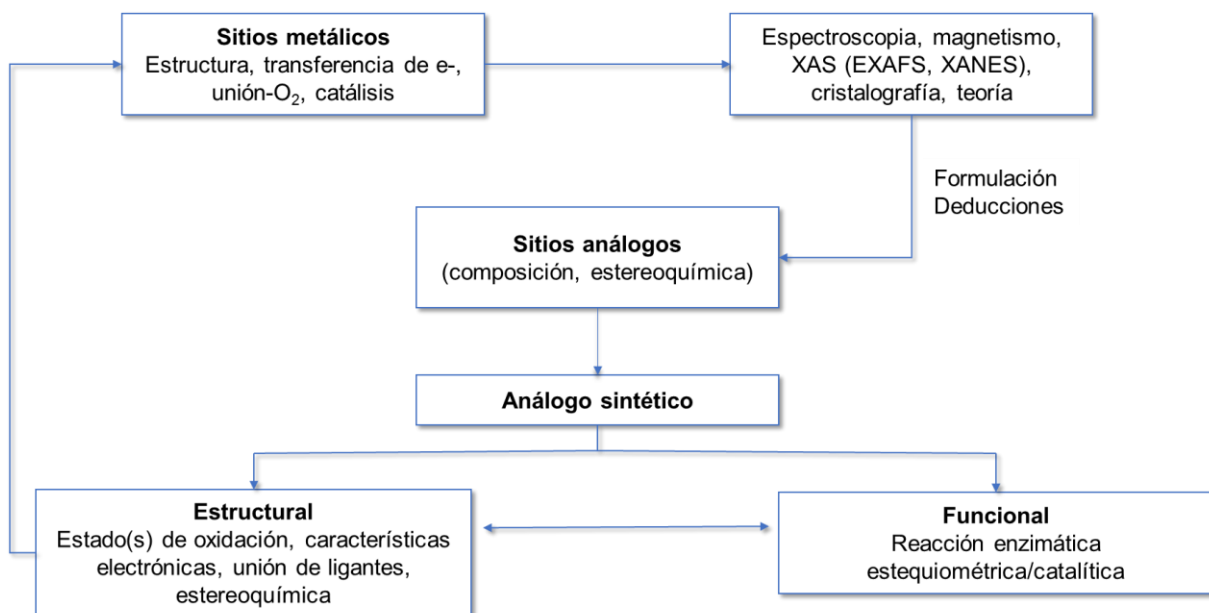 Sitios metálicos
Estructura, transferencia de e-,
unión-O₂, catálisis
Espectroscopia, magnetismo,
XAS (EXAFS, XANES),
cristalografía, teoría
Formulación
Deducciones
Sitios análogos
(composición, estereoquímica)
Análogo sintético
Estructural
Estado(s) de oxidación, características
electrónicas, unión de ligantes,
estereoquímica
Funcional
Reacción enzimática
estequiométrica/catalítica